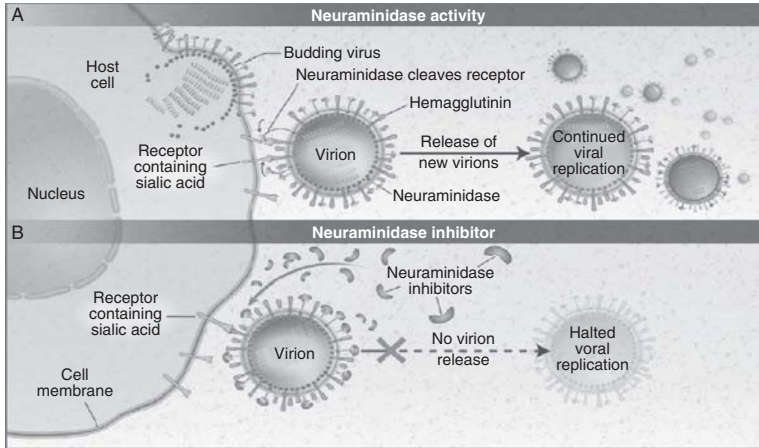 A
Neuraminidase activity
Budding virus
Host
cell
Neuraminidase cleaves receptor
Hemagglutinin
Receptor
containing
sialic acid
Virion
Release of
new virions
Continued
viral
replication
Nucleus
Neuraminidase
B
Neuraminidase inhibitor
Neuraminidase
inhibitors
Receptor
containing
sialic acid
Virion
No virion
release
Halted
voral
replication
Cell
membrane